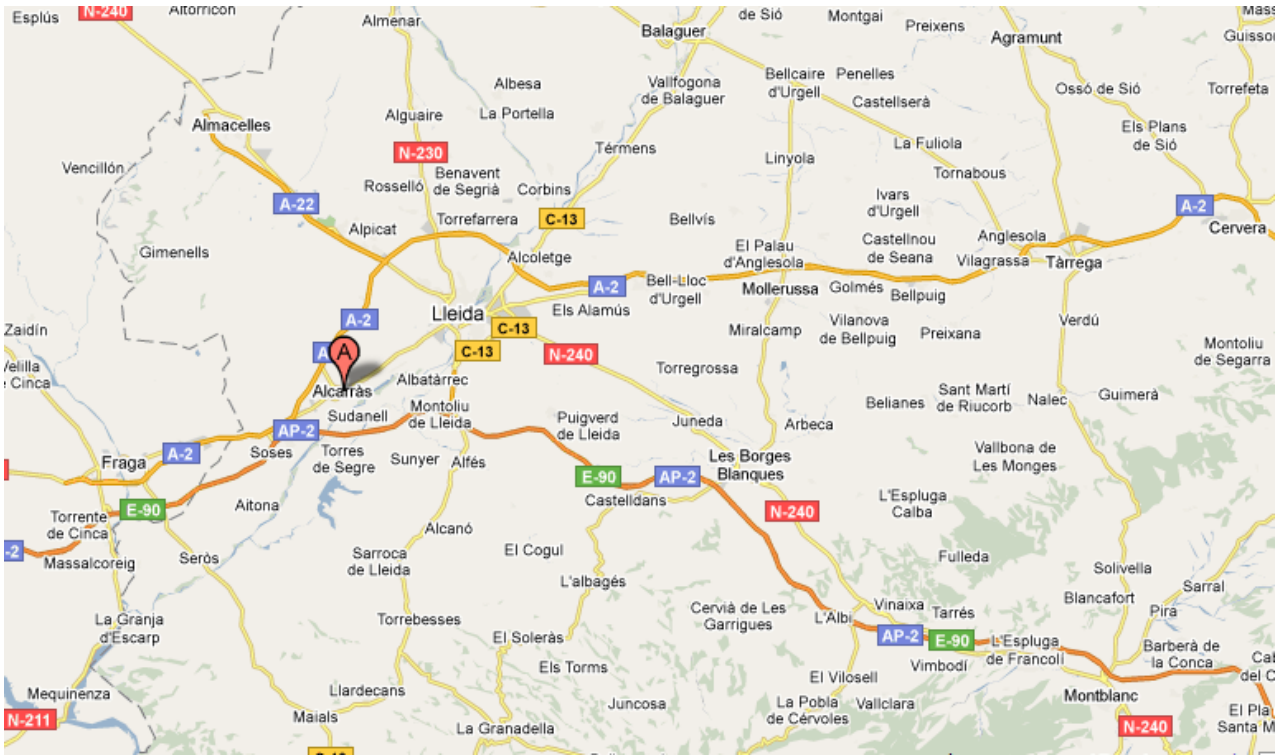 Esplús
N-240
Altorricón
Almenar
Balaguer
de Sió
Montgai
Preixens
Agramunt
Albesa
Vallfogona
de Balaguer
Bellcaire
d'Urgell
Penelles
Castellserà
Ossó de Sió
Torrefeta
Almacelles
Alguaire
La Portella
Térmens
Linyola
La Fuliola
Els Plans
de Sió
Vencillón
N-230
Rosselló
Benavent
de Segrià
Corbins
Tornabous
A-22
Torrefarrera
C-13
Bellvís
Ivars
d'Urgell
A-2
Cervera
Gimenells
Alpicat
Alcoletge
El Palau
d'Anglesola
Castellnou
de Seana
Anglesola
Vilagrassa
Tàrrega
A-2
Bell-Lloc
d'Urgell
Mollerussa
Golmés
Bellpuig
Zaidín
A-2
Lleida
C-13
Els Alamús
Miralcamp
Vilanova
de Bellpuig
Preixana
Verdú
Montoliu
de Segarra
A
C-13
N-240
Velilla
Alcarràs
Albatàrrec
Torregrossa
Belianes
Sant Martí
de Riucorb
Nalec
Guimerà
Sudanell
Montoliu
de Lleida
Puigverd
de Lleida
Juneda
Arbeca
AP-2
A-2
Soses
Torres
de Segre
Sunyer
Alfés
Les Borges
Blanques
Vallbona de
Les Monges
Fraga
E-90
Aitona
E-90
AP-2
Castelldans
N-240
L'Espluga
Calba
Torrente
de Cinca
Massalcoreig
Seròs
Alcanó
Sarroca
de Lleida
El Cogul
L'albagés
Fulleda
Solivella
Sarral
Blancafort
Pira
La Granja
d'Escarp
Torrebesses
El Soleràs
Cervià de Les
Garrigues
L'Albi
Vinaixa
Tarrés
AP-2
E-90
L'Espluga
de Francolí
Barberà de
la Conca
Els Torms
Vimbodí
Mequinenza
N-211
Llardecans
Maials
Juncosa
El Vilosell
La Pobla
de Cérvoles
Vallclara
Montblanc
La Granadella
N-240
El Pla